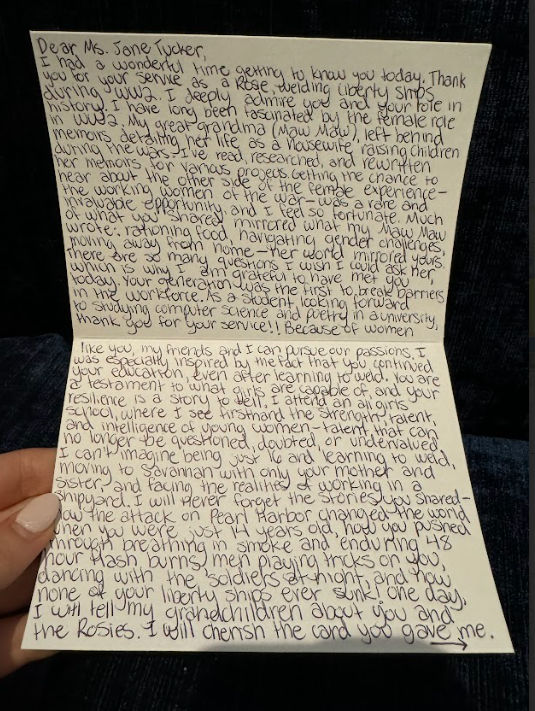 Dear Ms. Jane Tucker,
I had a wonderful time getting to know you today. Thank
you for your service as a Rosie, welding liberty ships
during WW2. I deeply admire you and your role in
history. I have long been fascinated by the female role
in WW2. My great grandma (Maw Maw), left behind
memoirs detailing her life as a housewife, raising children
during the wars. I've read, researched, and rewritten
her memoirs for various projects. Getting the chance to
hear about the other side of the female experience-
the working women of the war-was a rare and
invaluable opportunity, and I feel so fortunate. Much
of what you shared mirrored what my Maw Maw
wrote: rationing food, navigating gender challenges,
moving away from home-her world mirrored yours.
There are so many questions I wish I could ask her,
which is why I am grateful to have met you
today. Your generation was the first to break barriers
in the workforce. As a student, looking forward
to studying computer science and poetry in a university,
thank you for your service!! Because of women
like you, my friends and I can pursue our passions. I
was especially inspired by the fact that you continued
your education, even after learning to weld. You are
a testament to what girls are capable of, and your
resilience is a story to tell. I attend an all girls
school, where I see firsthand the strength, talent,
and intelligence of young women-talent that can
no longer be questioned, doubted, or undervalued.
I can't imagine being just 16 and learning to weld,
moving to Savannah with only your mother and
sister, and facing the realities of working in a
shipyard. I will never forget the stories you shared-
how the attack on Pearl Harbor changed the world
when you were just 14 years old, how you pushed
through breathing in smoke and enduring 48
hour flash burns, men playing tricks on you,
dancing with the soldiers at night, and how
none of your liberty ships ever sunk! One day,
I will tell my grandchildren about you and
the Rosies. I will cherish the card you gave me.
→